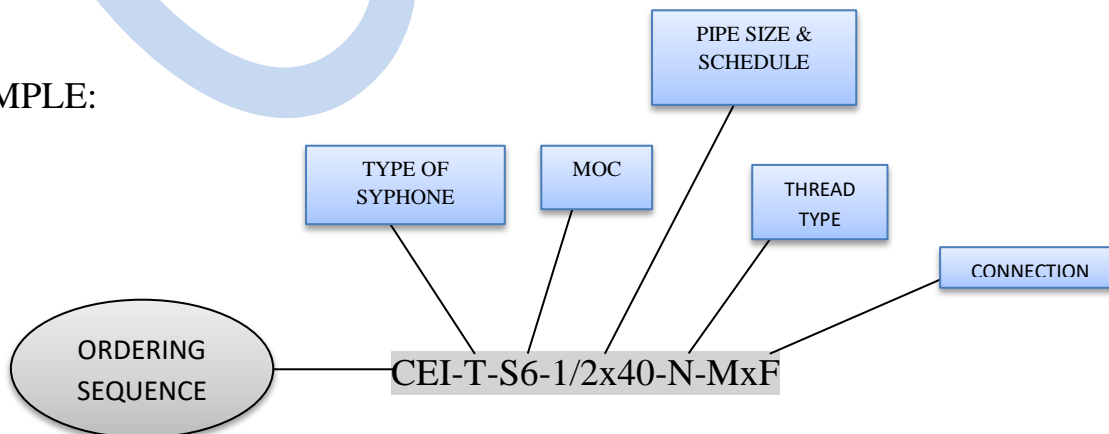 PIPE SIZE &
SCHEDULE
MPLE:
TYPE OF
SYPHONE
MOC
THREAD
TYPE
CONNECTION
ORDERING
SEQUENCE
CEI-T-S6-1/2x40-N-MxF